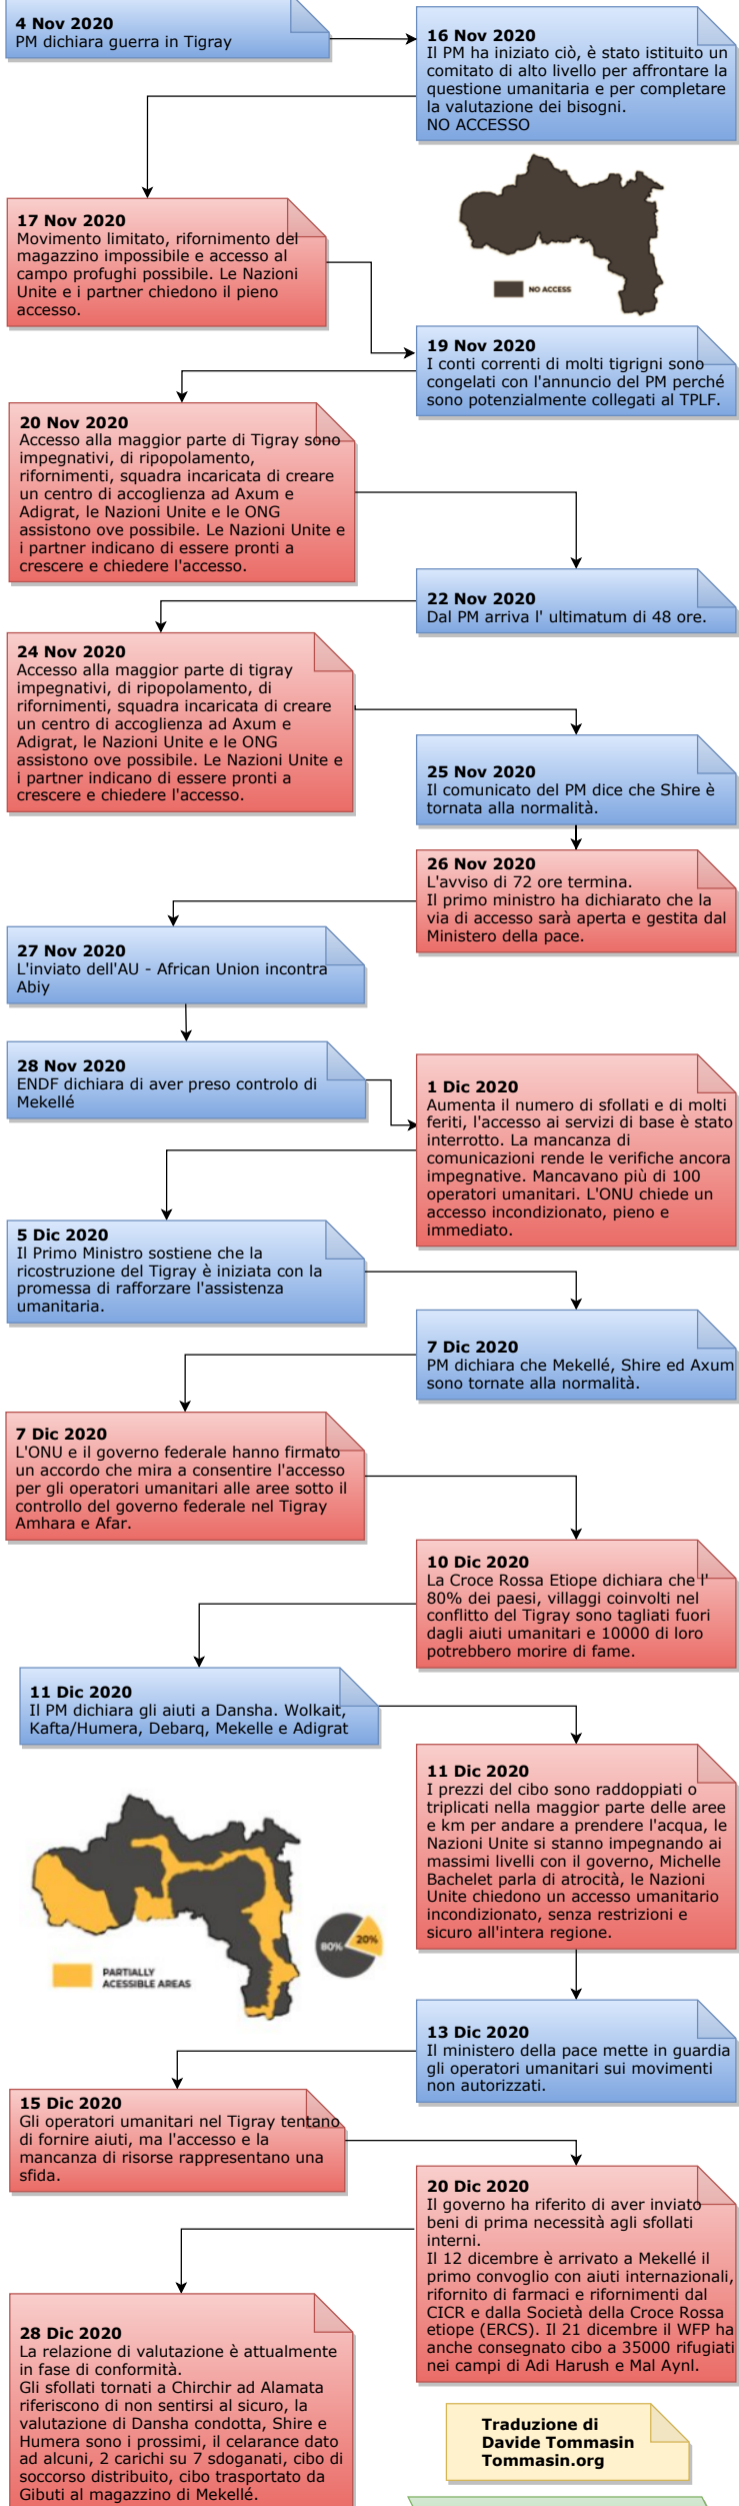 4 Nov 2020
PM dichiara guerra in Tigray
16 Nov 2020
Il PM ha iniziato ciò, è stato istituito un
comitato di alto livello per affrontare la
questione umanitaria e per completare
la valutazione dei bisogni.
NO ACCESSO
NO ACCESS
17 Nov 2020
Movimento limitato, rifornimento del
magazzino impossibile e accesso al
campo profughi possibile. Le Nazioni
Unite e i partner chiedono il pieno
accesso.
19 Nov 2020
I conti correnti di molti tigrigni sono
congelati con l'annuncio del PM perché
sono potenzialmente collegati al TPLF.
20 Nov 2020
Accesso alla maggior parte di Tigray sono
impegnativi, di ripopolamento,
rifornimenti, squadra incaricata di creare
un centro di accoglienza ad Axum e
Adigrat, le Nazioni Unite e le ONG
assistono ove possibile. Le Nazioni Unite e
i partner indicano di essere pronti a
crescere e chiedere l'accesso.
22 Nov 2020
Dal PM arriva l' ultimatum di 48 ore.
24 Nov 2020
Accesso alla maggior parte di tigray
impegnativi, di ripopolamento, di
rifornimenti, squadra incaricata di creare
un centro di accoglienza ad Axum e
Adigrat, le Nazioni Unite e le ONG
assistono ove possibile. Le Nazioni Unite e
i partner indicano di essere pronti a
crescere e chiedere l'accesso.
25 Nov 2020
Il comunicato del PM dice che Shire è
tornata alla normalità.
26 Nov 2020
L'avviso di 72 ore termina.
Il primo ministro ha dichiarato che la
via di accesso sarà aperta e gestita dal
Ministero della pace.
27 Nov 2020
L'inviato dell'AU - African Union incontra
Abiy
28 Nov 2020
ENDF dichiara di aver preso controlo di
Mekellé
1 Dic 2020
Aumenta il numero di sfollati e di molti
feriti, l'accesso ai servizi di base è stato
interrotto. La mancanza di
comunicazioni rende le verifiche ancora
impegnative. Mancavano più di 100
operatori umanitari. L'ONU chiede un
accesso incondizionato, pieno e
immediato.
5 Dic 2020
Il Primo Ministro sostiene che la
ricostruzione del Tigray è iniziata con la
promessa di rafforzare l'assistenza
umanitaria.
7 Dic 2020
PM dichiara che Mekellé, Shire ed Axum
sono tornate alla normalità.
7 Dic 2020
L'ONU e il governo federale hanno firmato
un accordo che mira a consentire l'accesso
per gli operatori umanitari alle aree sotto il
controllo del governo federale nel Tigray
Amhara e Afar.
10 Dic 2020
La Croce Rossa Etiope dichiara che l'
80% dei paesi, villaggi coinvolti nel
conflitto del Tigray sono tagliati fuori
dagli aiuti umanitari e 10000 di loro
potrebbero morire di fame.
11 Dic 2020
Il PM dichiara gli aiuti a Dansha. Wolkait,
Kafta/Humera, Debarq, Mekelle e Adigrat
11 Dic 2020
I prezzi del cibo sono raddoppiati o
triplicati nella maggior parte delle aree
e km per andare a prendere l'acqua, le
Nazioni Unite si stanno impegnando ai
massimi livelli con il governo, Michelle
Bachelet parla di atrocità, le Nazioni
Unite chiedono un accesso umanitario
incondizionato, senza restrizioni e
sicuro all'intera regione.
80% 20%
PARTIALLY
ACESSIBLE AREAS
13 Dic 2020
Il ministero della pace mette in guardia
gli operatori umanitari sui movimenti
non autorizzati.
15 Dic 2020
Gli operatori umanitari nel Tigray tentano
di fornire aiuti, ma l'accesso e la
mancanza di risorse rappresentano una
sfida.
20 Dic 2020
Il governo ha riferito di aver inviato
beni di prima necessità agli sfollati
interni.
Il 12 dicembre è arrivato a Mekellé il
primo convoglio con aiuti internazionali,
rifornito di farmaci e rifornimenti dal
CICR e dalla Società della Croce Rossa
etiope (ERCS). Il 21 dicembre il WFP ha
anche consegnato cibo a 35000 rifugiati
nei campi di Adi Harush e Mal Aynl.
28 Dic 2020
La relazione di valutazione è attualmente
in fase di conformità.
Gli sfollati tornati a Chirchir ad Alamata
riferiscono di non sentirsi al sicuro, la
valutazione di Dansha condotta, Shire e
Humera sono i prossimi, il celarance dato
ad alcuni, 2 carichi su 7 sdoganati, cibo di
soccorso distribuito, cibo trasportato da
Gibuti al magazzino di Mekellé.
Traduzione di
Davide Tommasin
Tommasin.org